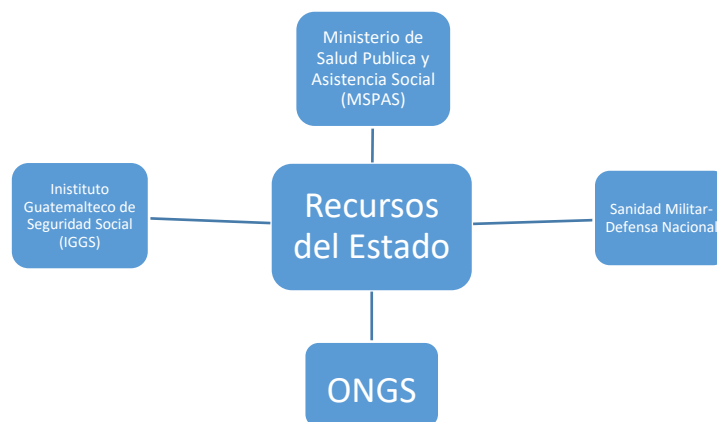 Ministerio de
Salud Publica y
Asistencia Social
(MSPAS)
Inistituto
Guatemalteco de
Seguridad Social
(IGGS)
Recursos
del Estado
Sanidad Militar-
Defensa Nacional
ONGS